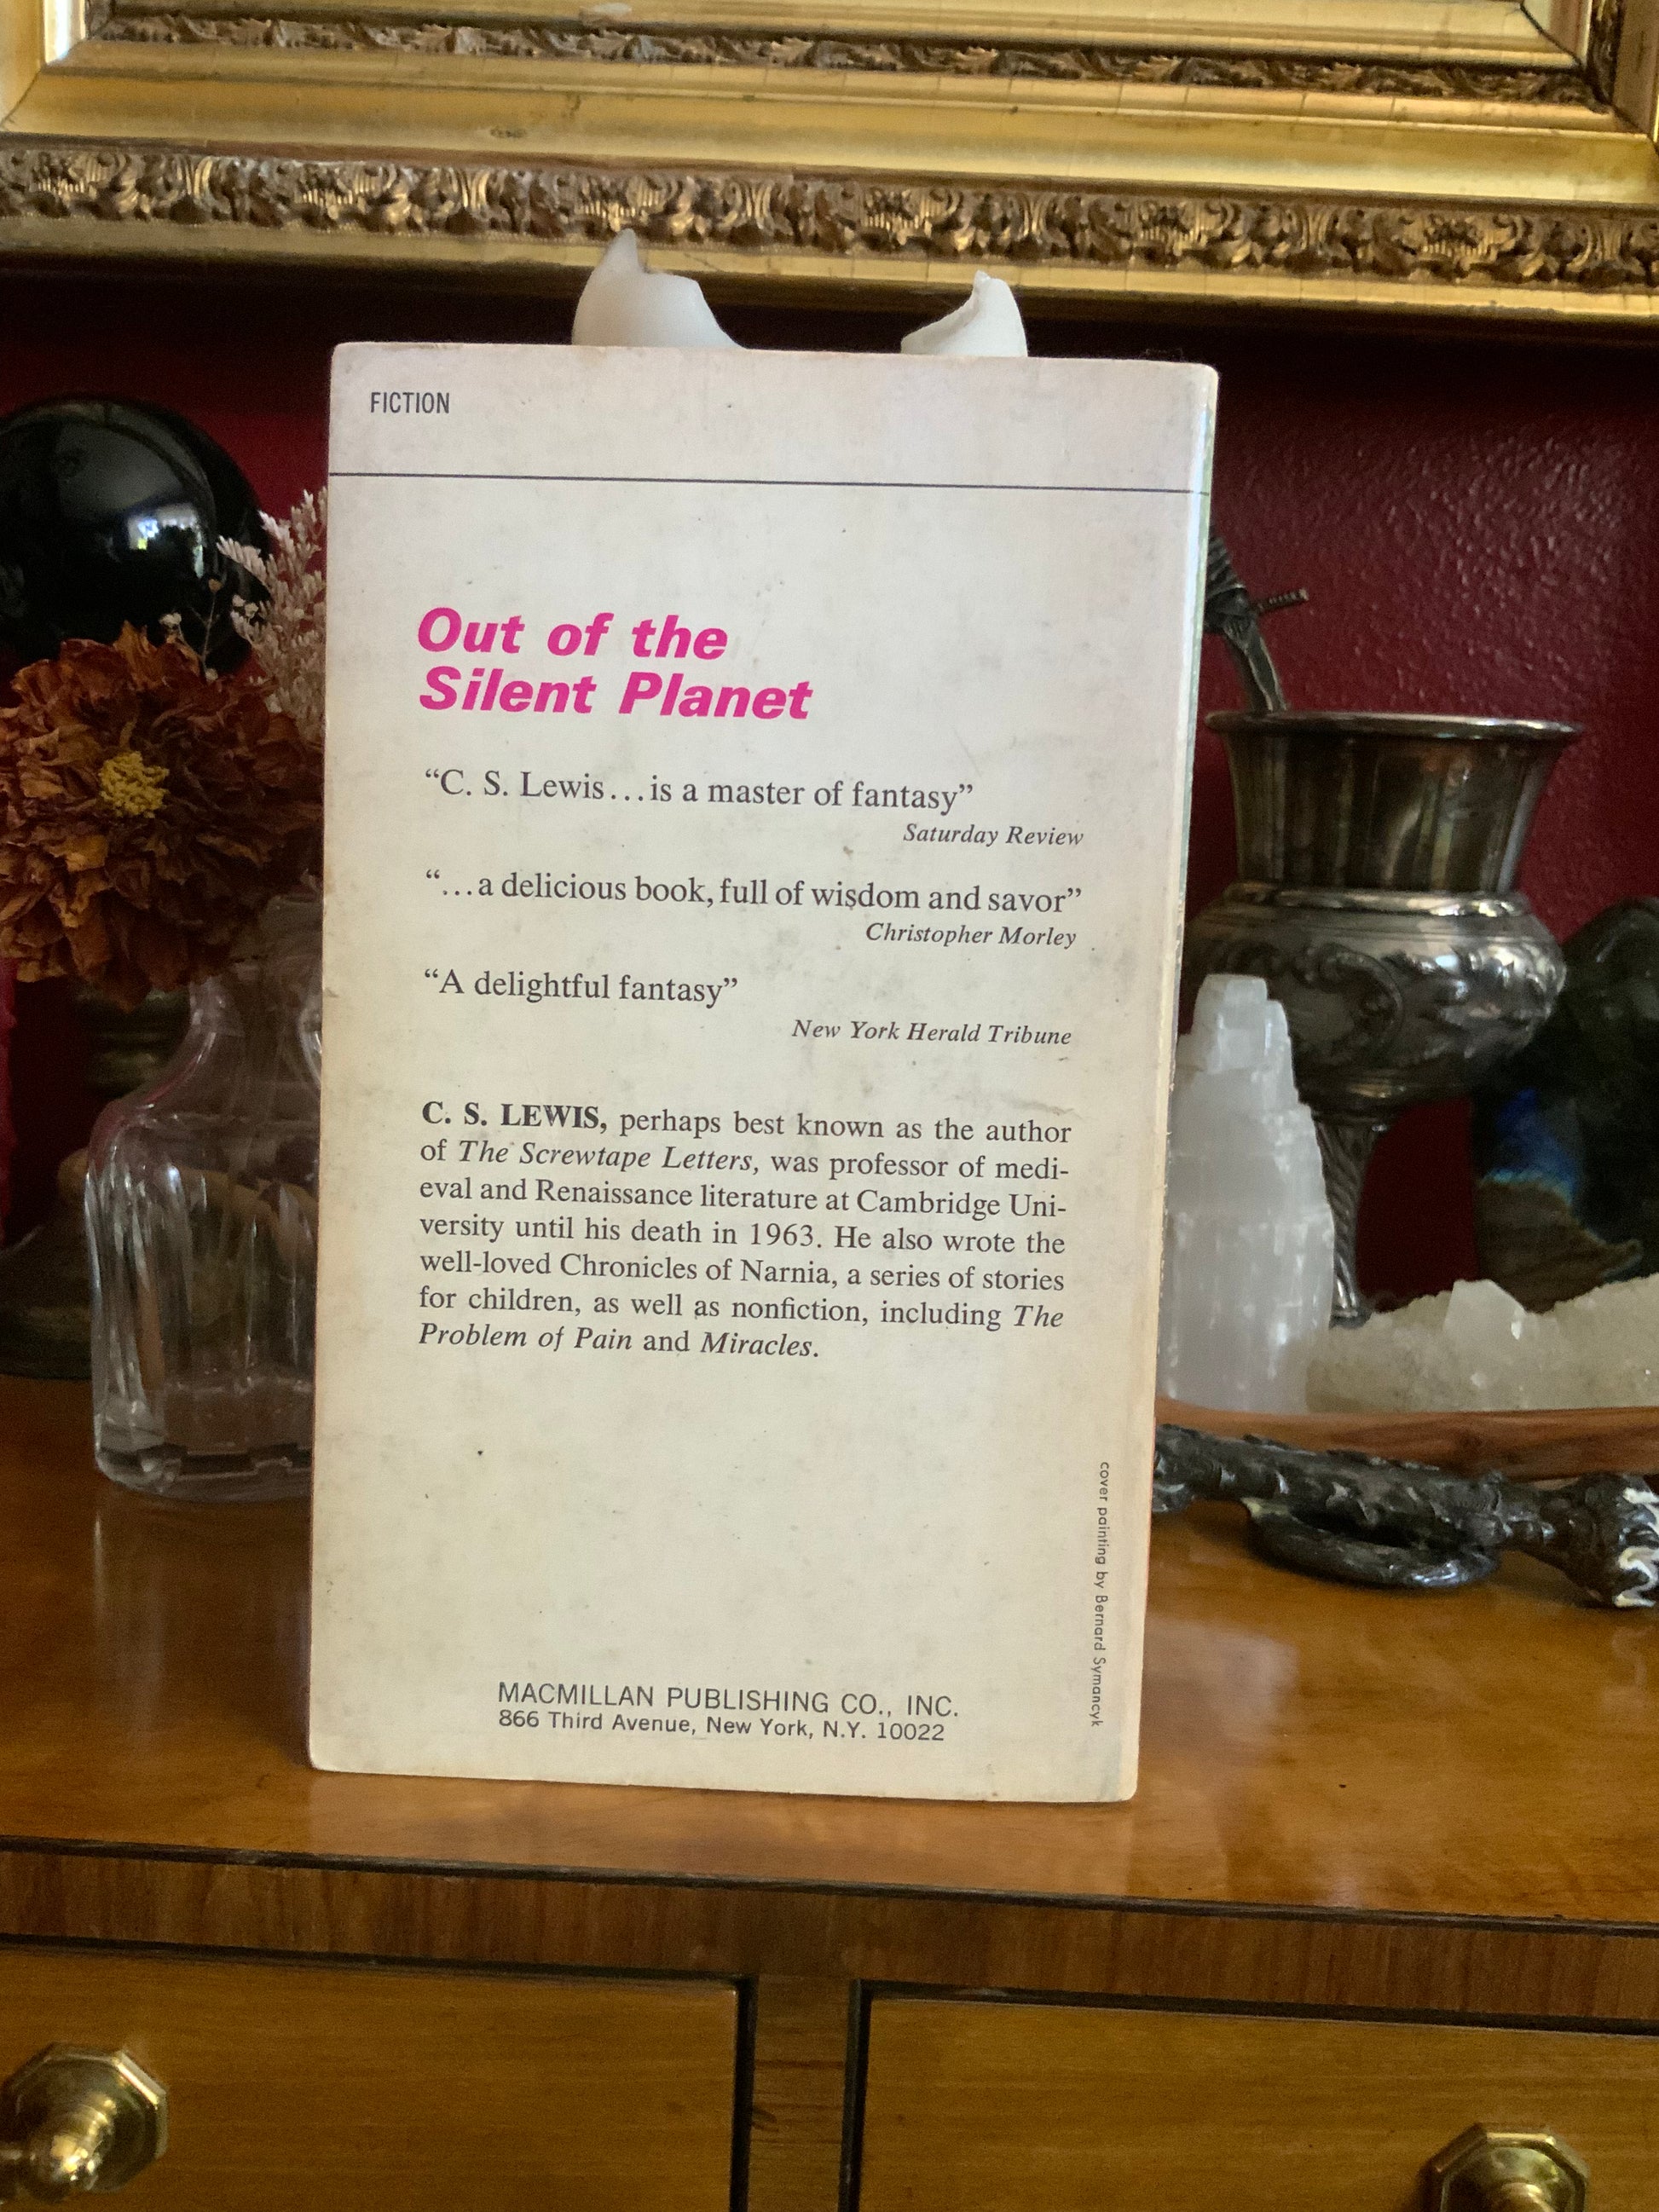 FICTION
Out of the
Silent Planet
“C. S. Lewis...is a master of fantasy”
Saturday Review
“...a delicious book, full of wisdom and savor”
Christopher Morley
“A delightful fantasy”
New York Herald Tribune
C. S. LEWIS, perhaps best known as the author
of The Screwtape Letters, was professor of medi-
eval and Renaissance literature at Cambridge Uni-
versity until his death in 1963. He also wrote the
well-loved Chronicles of Narnia, a series of stories
for children, as well as nonfiction, including The
Problem of Pain and Miracles.
cover painting by Bernard Symancyk
MACMILLAN PUBLISHING CO., INC.
866 Third Avenue, New York, N.Y. 10022